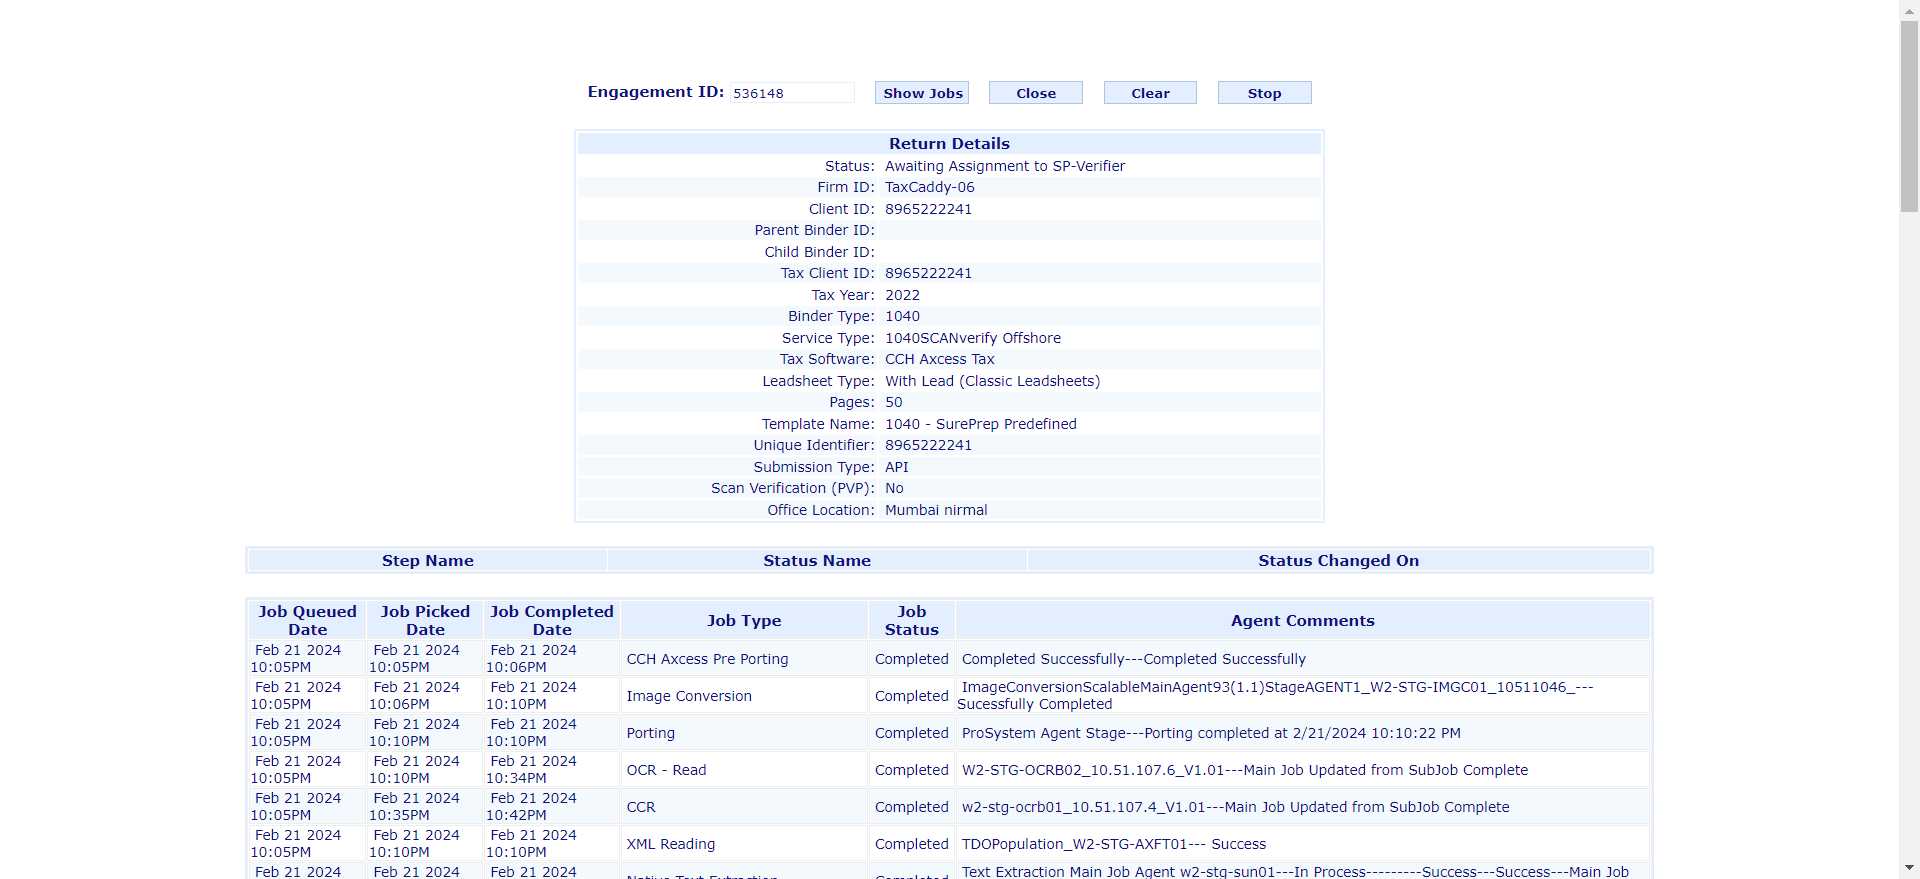 Engagement ID: 536148 Show Jobs Close Clear Stop
Return Details
Status: Awaiting Assignment to SP-Verifier
Firm ID: TaxCaddy-06
Client ID: 8965222241
Parent Binder ID:
Child Binder ID:
Tax Client ID: 8965222241
Tax Year: 2022
Binder Type: 1040
Service Type: 1040SCANverify Offshore
Tax Software: CCH Axcess Tax
Leadsheet Type: With Lead (Classic Leadsheets)
Pages: 50
Template Name: 1040 - SurePrep Predefined
Unique Identifier: 8965222241
Submission Type: API
Scan Verification (PVP): No
Office Location: Mumbai nirmal
Step Name Status Name Status Changed On
Job Queued Date Job Picked Date Job Completed Date Job Type Job Status Agent Comments
Feb 21 2024 10:05PM Feb 21 2024 10:05PM Feb 21 2024 10:06PM CCH Axcess Pre Porting Completed Completed Successfully---Completed Successfully
Feb 21 2024 10:05PM Feb 21 2024 10:06PM Feb 21 2024 10:10PM Image Conversion Completed ImageConversionScalableMainAgent93(1.1)StageAGENT1_W2-STG-IMGC01_10511046_---Sucessfully Completed
Feb 21 2024 10:05PM Feb 21 2024 10:10PM Feb 21 2024 10:10PM Porting Completed ProSystem Agent Stage---Porting completed at 2/21/2024 10:10:22 PM
Feb 21 2024 10:05PM Feb 21 2024 10:10PM Feb 21 2024 10:34PM OCR - Read Completed W2-STG-OCRB02_10.51.107.6_V1.01---Main Job Updated from SubJob Complete
Feb 21 2024 10:05PM Feb 21 2024 10:35PM Feb 21 2024 10:42PM CCR Completed w2-stg-ocrb01_10.51.107.4_V1.01---Main Job Updated from SubJob Complete
Feb 21 2024 10:05PM Feb 21 2024 10:10PM Feb 21 2024 10:10PM XML Reading Completed TDOPopulation_W2-STG-AXFT01--- Success
Feb 21 2024 Feb 21 2024 Feb 21 2024 Native Text Extraction Completed Text Extraction Main Job Agent w2-stg-sun01---In Process---------Success---Success---Main Job